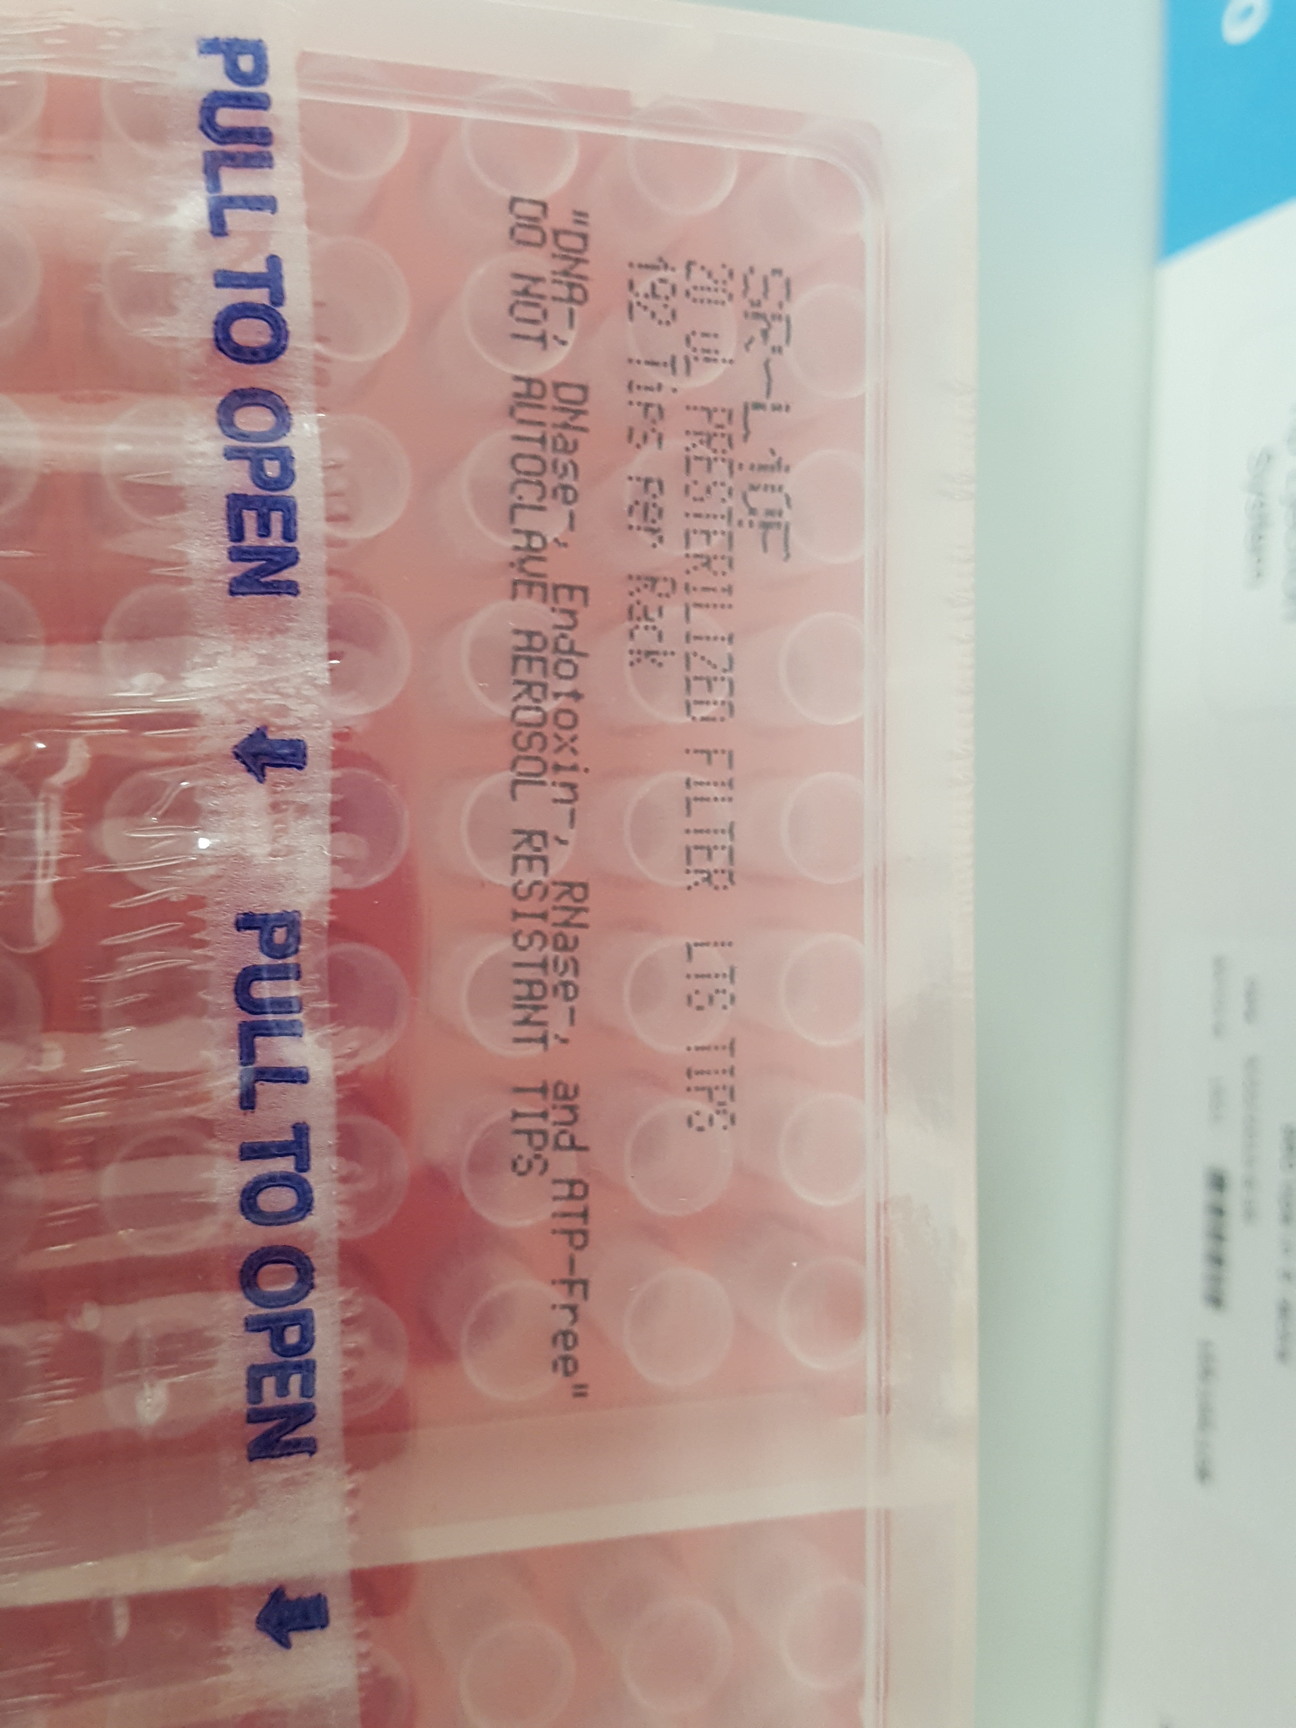 SR-L10F
20 uL PRESTERILIZED FILTER LTS TIPS
192 TiPS Per Rack
"DNA-, DNase-, Endotoxin-, RNase-, and ATP-Free"
DO NOT AUTOCLAVE AEROSOL RESISTANT TIPS
PULL TO OPEN PULL TO OPEN
System